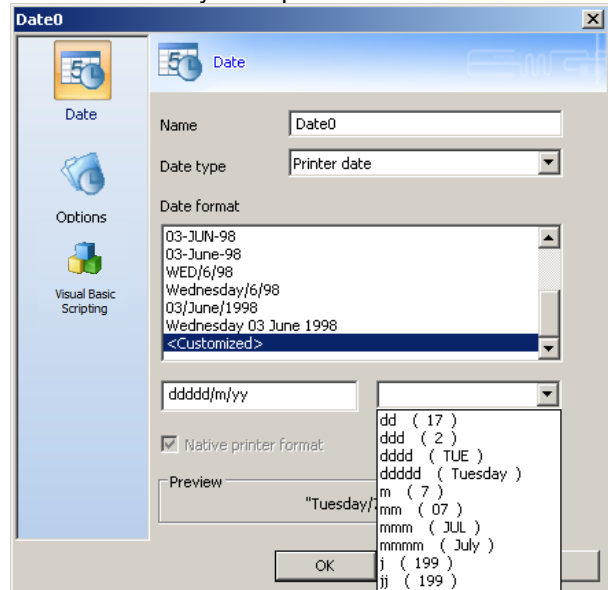 Date0
Date
Date
Options
Visual Basic
Scripting
Name
Date0
Date type
Printer date
Date format
03-JUN-98
03-June-98
WED/6/98
Wednesday/6/98
03/June/1998
Wednesday 03 June 1998
<Customized>
ddddd/m/yy
dd ( 17 )
ddd ( 2 )
dddd ( TUE )
ddddd ( Tuesday )
m ( 7 )
mm ( 07 )
mmm ( JUL )
mmmm ( July )
j ( 199 )
jj ( 199 )
Native printer format
Preview
"Tuesday/
OK